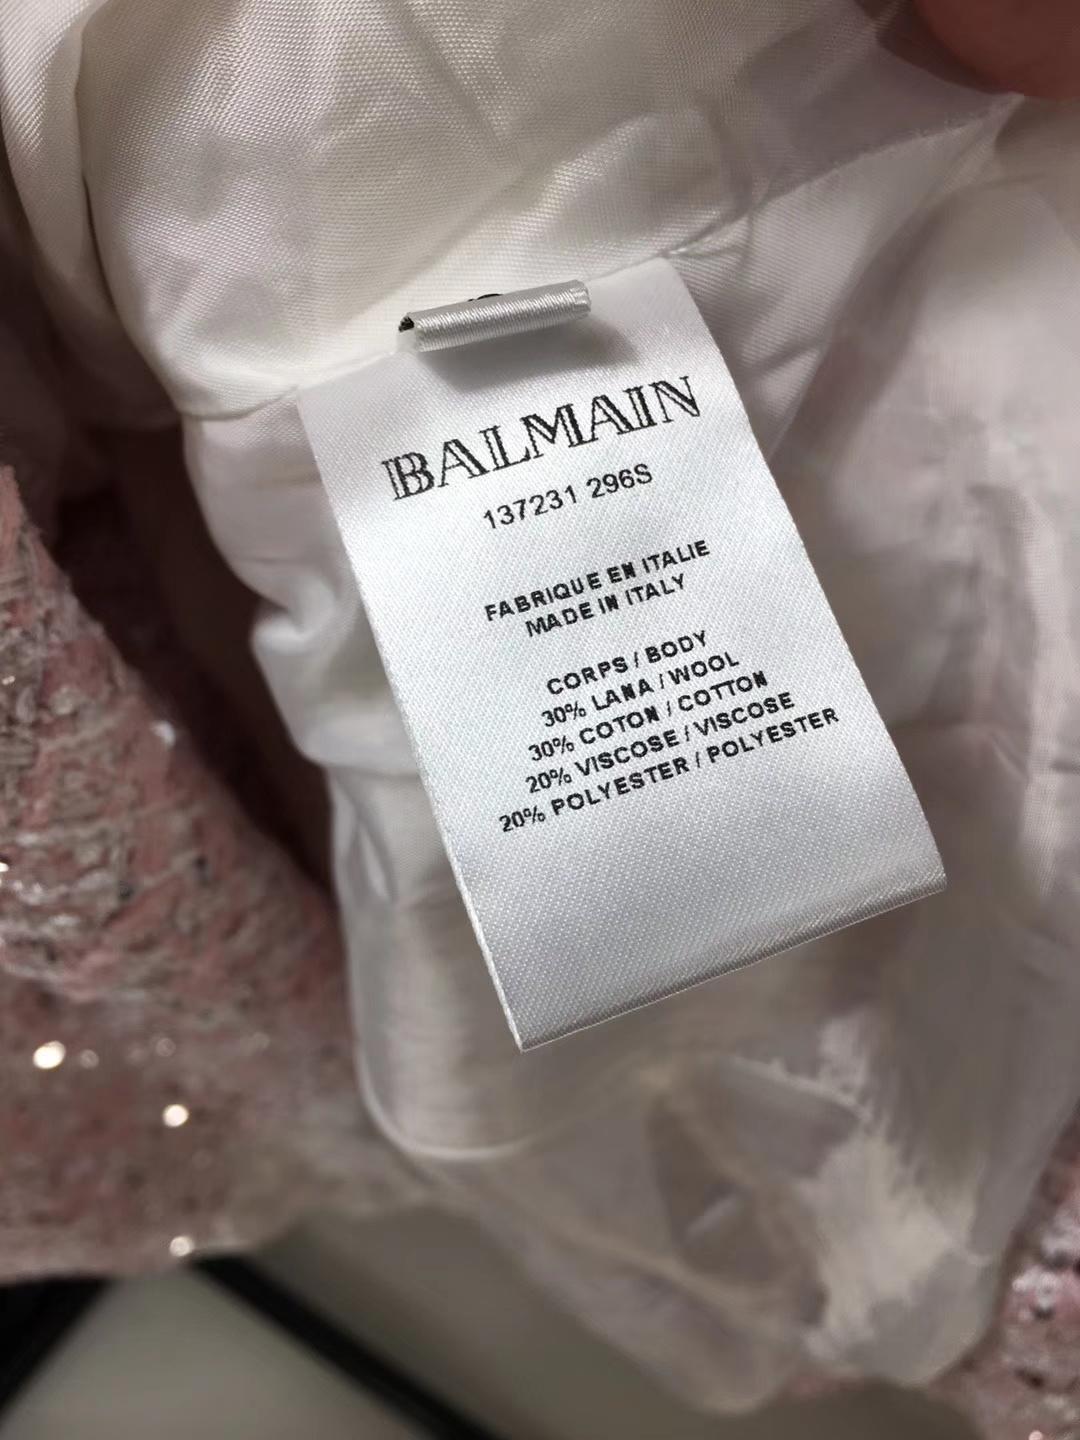 BALMAIN
137231 296S
FABRIQUE EN ITALIE
MADE IN ITALY
CORPS / BODY
30% LANA / WOOL
30% COTON / COTTON
20% VISCOSE / VISCOSE
20% POLYESTER / POLYESTER